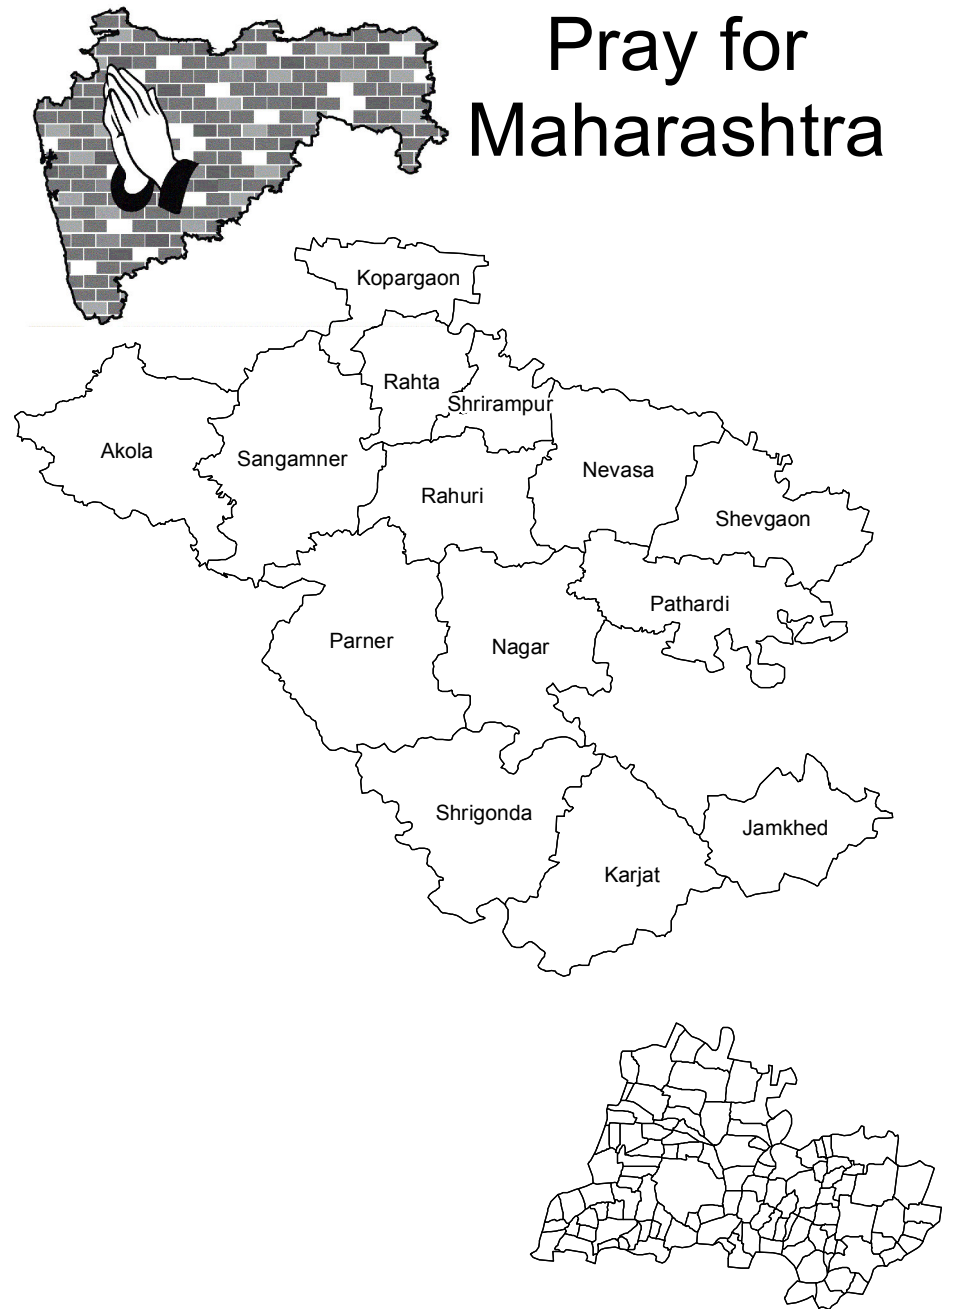 Pray for
Maharashtra
Kopargaon
Rahta
Shrirampur
Akola
Sangamner
Rahuri
Nevasa
Shevgaon
Pathardi
Parner
Nagar
Shrigonda
Jamkhed
Karjat